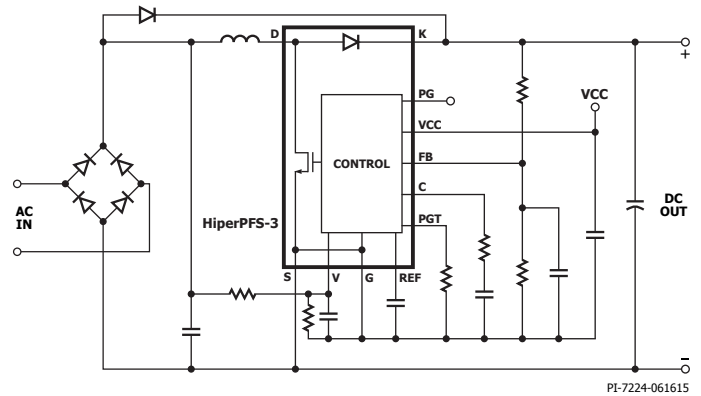 D
K
PG
VCC
VCC
FB
CONTROL
C
AC
IN
HiperPFS-3
PGT
DC
OUT
S
V
G
REF
+
−
PI-7224-061615